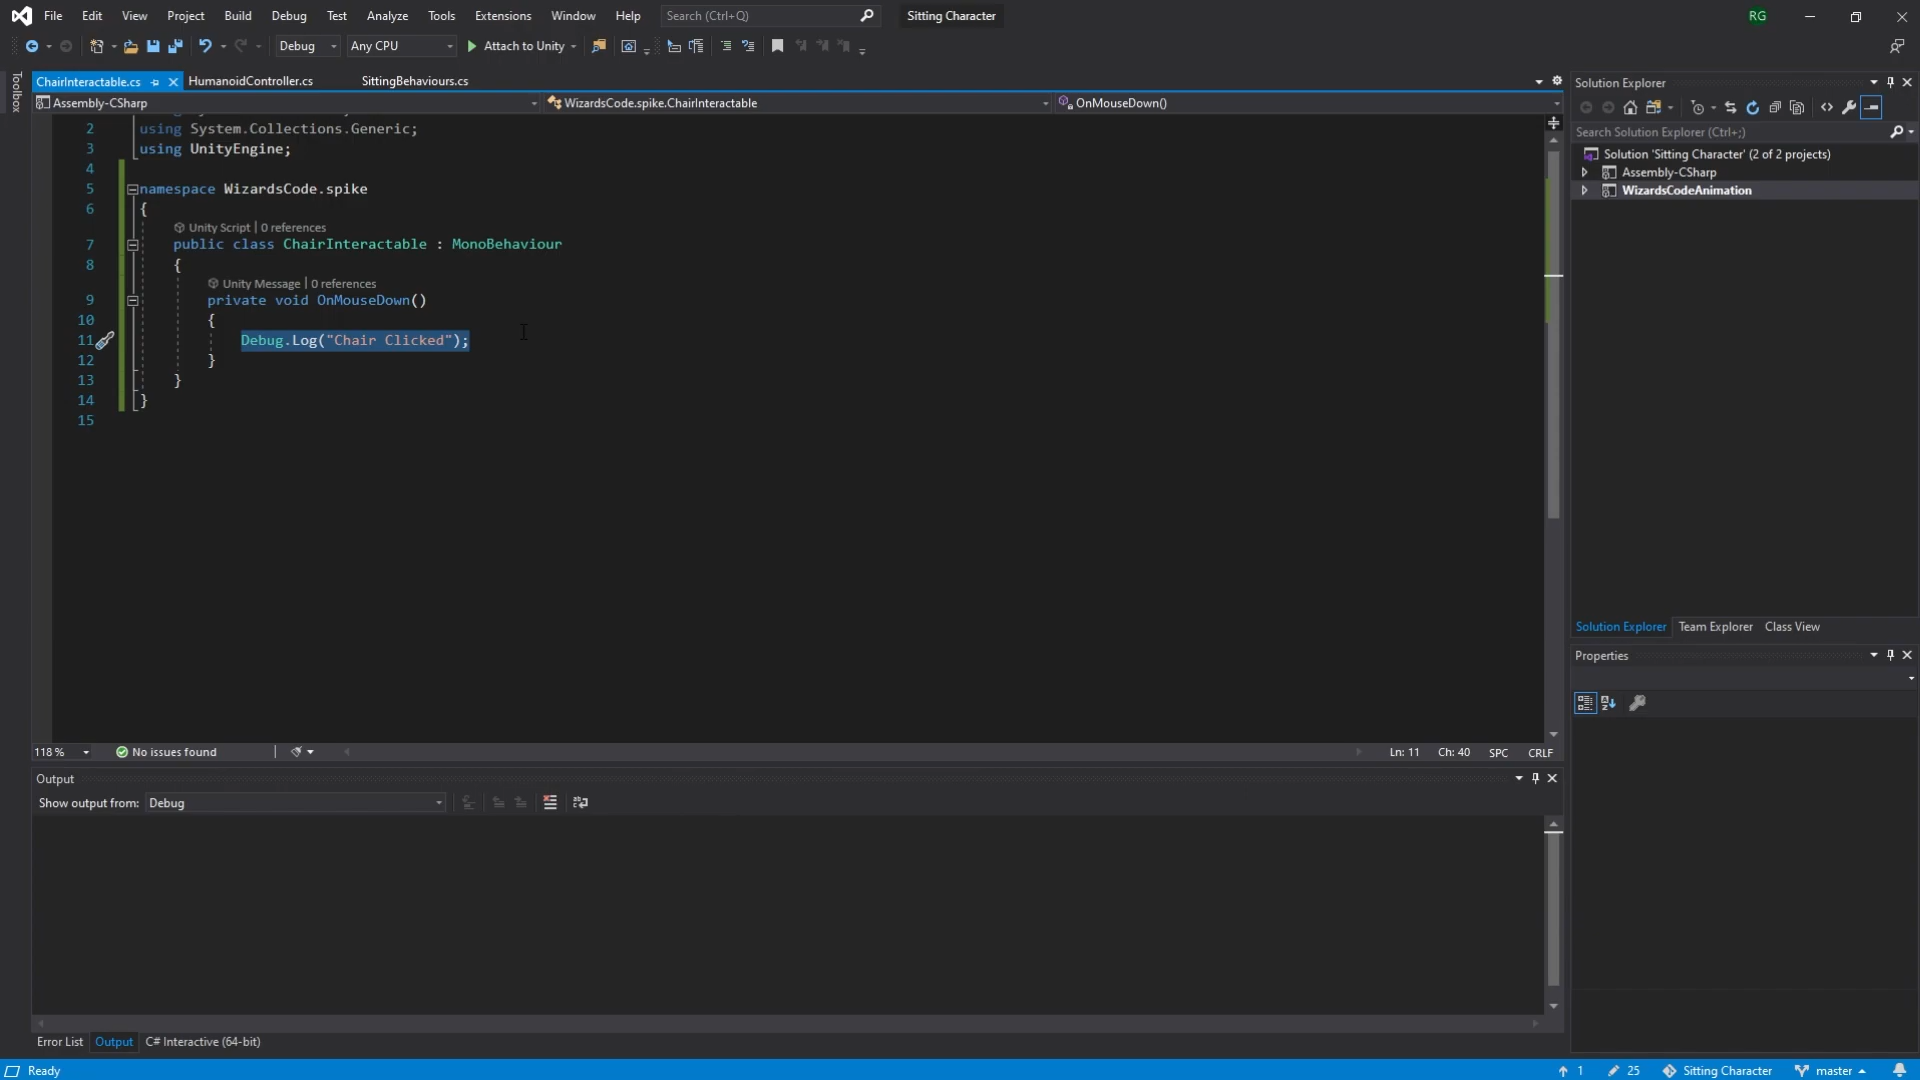 File Edit View Project Build Debug Test Analyze Tools Extensions Window Help Search (Ctrl+Q) Sitting Character RG
Debug Any CPU Attach to Unity
Toolbox
ChairInteractable.cs HumanoidController.cs SittingBehaviours.cs
Assembly-CSharp WizardsCode.spike.ChairInteractable OnMouseDown()
2 using System.Collections.Generic;
3 using UnityEngine;
4
5 namespace WizardsCode.spike
6 {
Unity Script | 0 references
7 public class ChairInteractable : MonoBehaviour
8 {
Unity Message | 0 references
9 private void OnMouseDown()
10 {
11 Debug.Log("Chair Clicked");
12 }
13 }
14 }
15
118 % No issues found Ln: 11 Ch: 40 SPC CRLF
Output
Show output from: Debug
Error List Output C# Interactive (64-bit)
Solution Explorer
Search Solution Explorer (Ctrl+;)
Solution 'Sitting Character' (2 of 2 projects)
Assembly-CSharp
WizardsCodeAnimation
Solution Explorer Team Explorer Class View
Properties
Ready 1 25 Sitting Character master